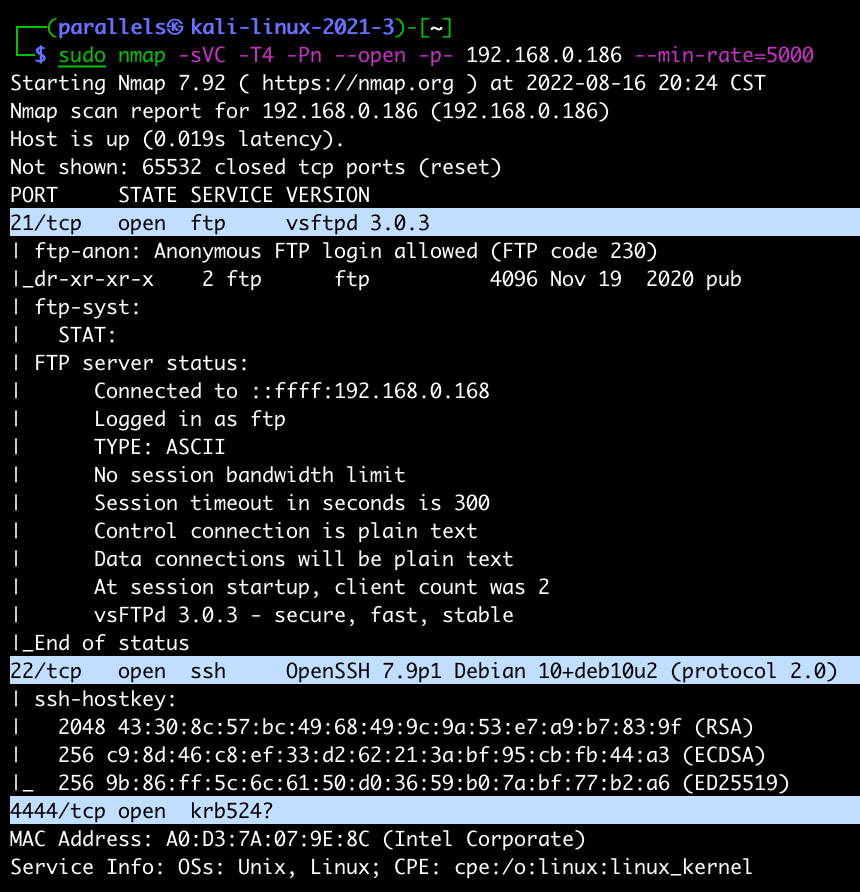 ┌──(parallels㉿kali-linux-2021-3)-[~]
└─$ sudo nmap -sVC -T4 -Pn --open -p- 192.168.0.186 --min-rate=5000
Starting Nmap 7.92 ( https://nmap.org ) at 2022-08-16 20:24 CST
Nmap scan report for 192.168.0.186 (192.168.0.186)
Host is up (0.019s latency).
Not shown: 65532 closed tcp ports (reset)
PORT     STATE SERVICE VERSION
21/tcp   open  ftp     vsftpd 3.0.3
| ftp-anon: Anonymous FTP login allowed (FTP code 230)
|_dr-xr-xr-x    2 ftp      ftp          4096 Nov 19  2020 pub
| ftp-syst:
|   STAT:
| FTP server status:
|      Connected to ::ffff:192.168.0.168
|      Logged in as ftp
|      TYPE: ASCII
|      No session bandwidth limit
|      Session timeout in seconds is 300
|      Control connection is plain text
|      Data connections will be plain text
|      At session startup, client count was 2
|      vsFTPd 3.0.3 - secure, fast, stable
|_End of status
22/tcp   open  ssh     OpenSSH 7.9p1 Debian 10+deb10u2 (protocol 2.0)
| ssh-hostkey:
|   2048 43:30:8c:57:bc:49:68:49:9c:9a:53:e7:a9:b7:83:9f (RSA)
|   256 c9:8d:46:c8:ef:33:d2:62:21:3a:bf:95:cb:fb:44:a3 (ECDSA)
|_  256 9b:86:ff:5c:6c:61:50:d0:36:59:b0:7a:bf:77:b2:a6 (ED25519)
4444/tcp open  krb524?
MAC Address: A0:D3:7A:07:9E:8C (Intel Corporate)
Service Info: OSs: Unix, Linux; CPE: cpe:/o:linux:linux_kernel